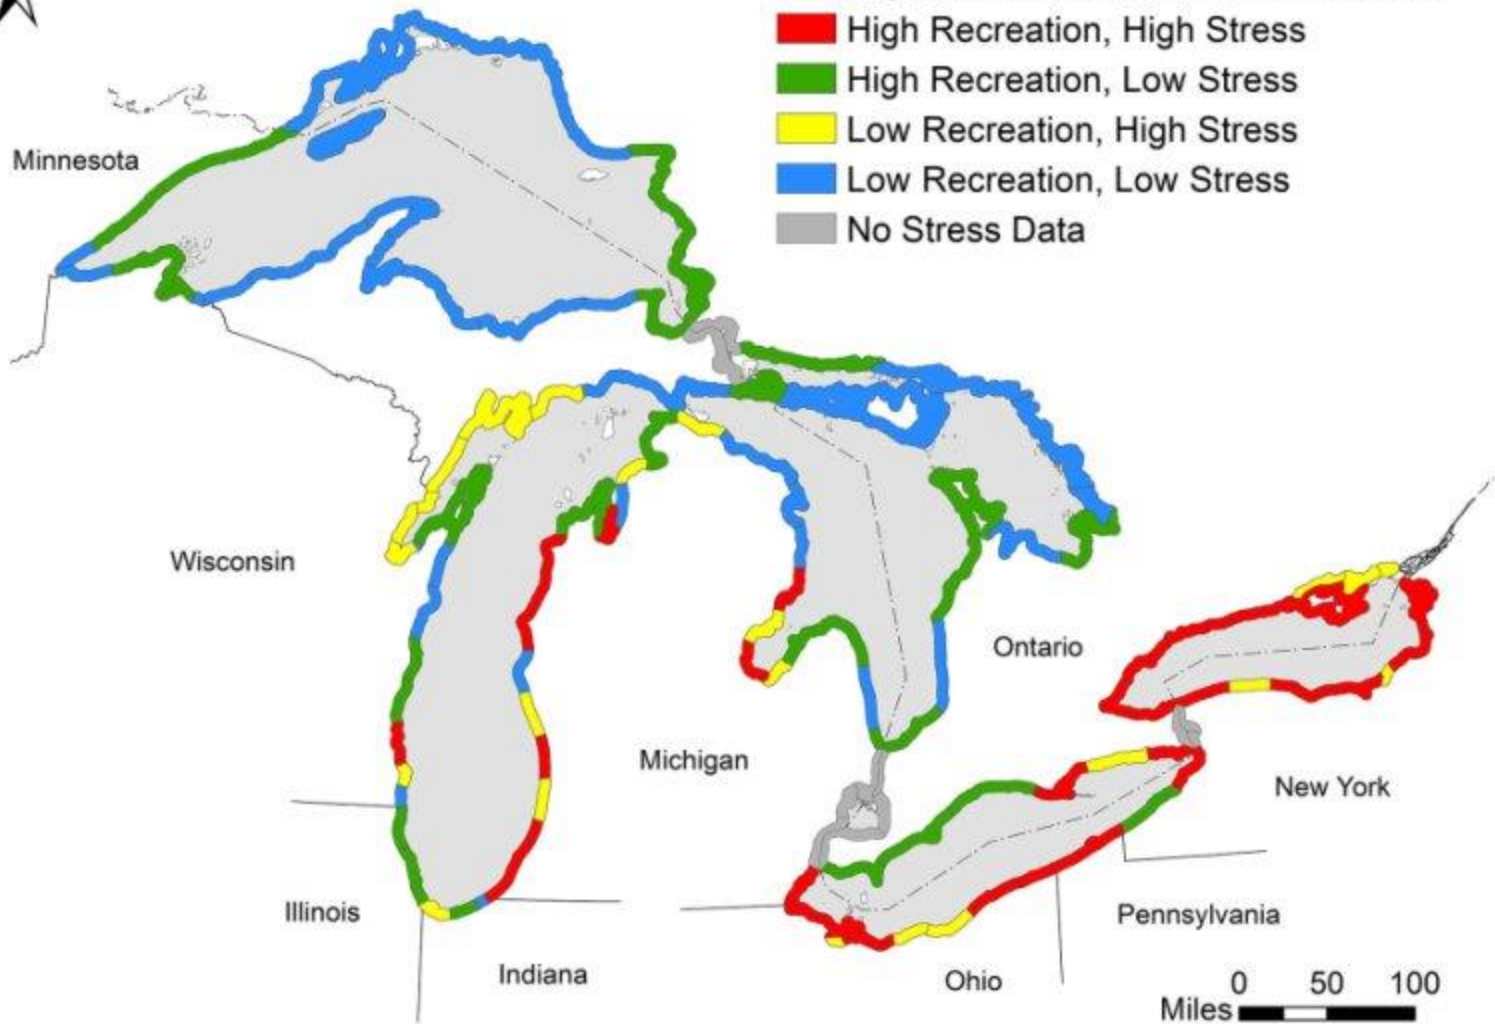 High Recreation, High Stress
High Recreation, Low Stress
Low Recreation, High Stress
Low Recreation, Low Stress
No Stress Data
Minnesota
Wisconsin
Ontario
Michigan
New York
Illinois
Pennsylvania
Indiana
Ohio
0 50 100
Miles